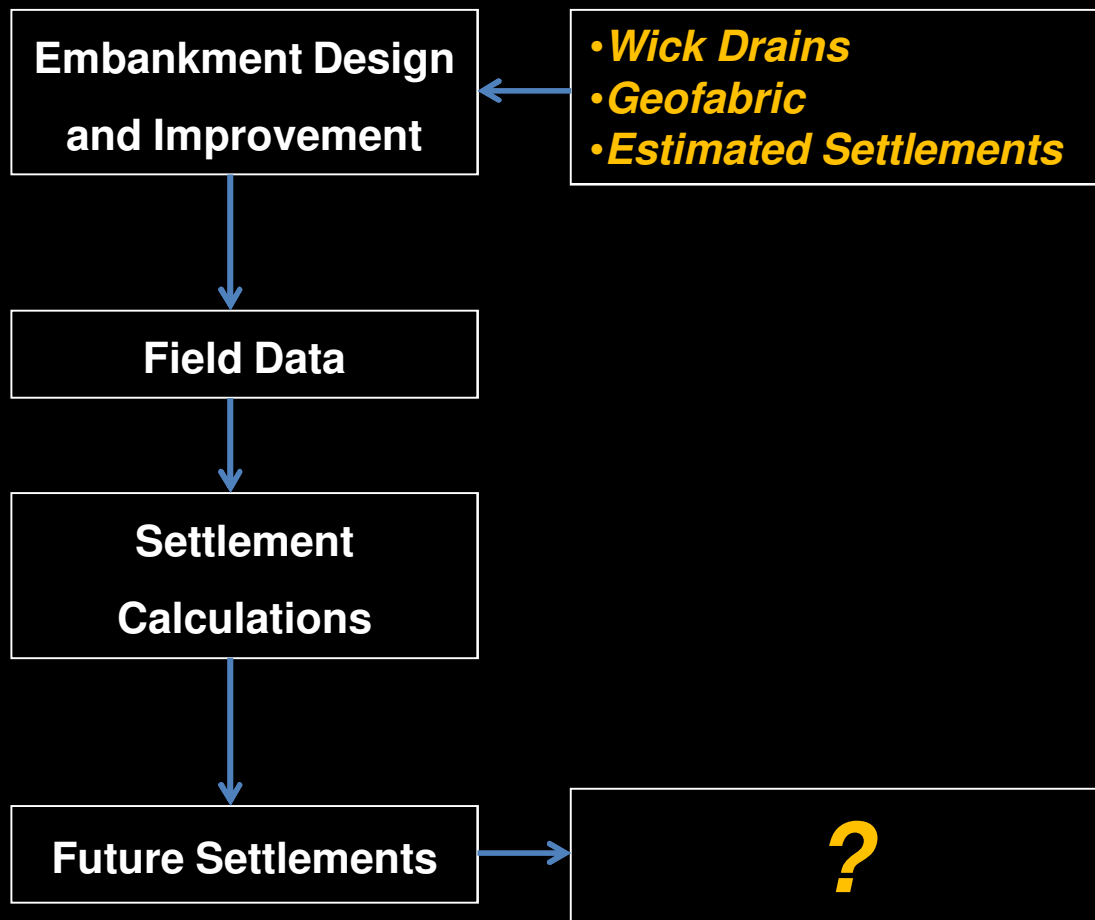 Embankment Design
and Improvement
•Wick Drains
•Geofabric
•Estimated Settlements
Field Data
Settlement
Calculations
Future Settlements
?